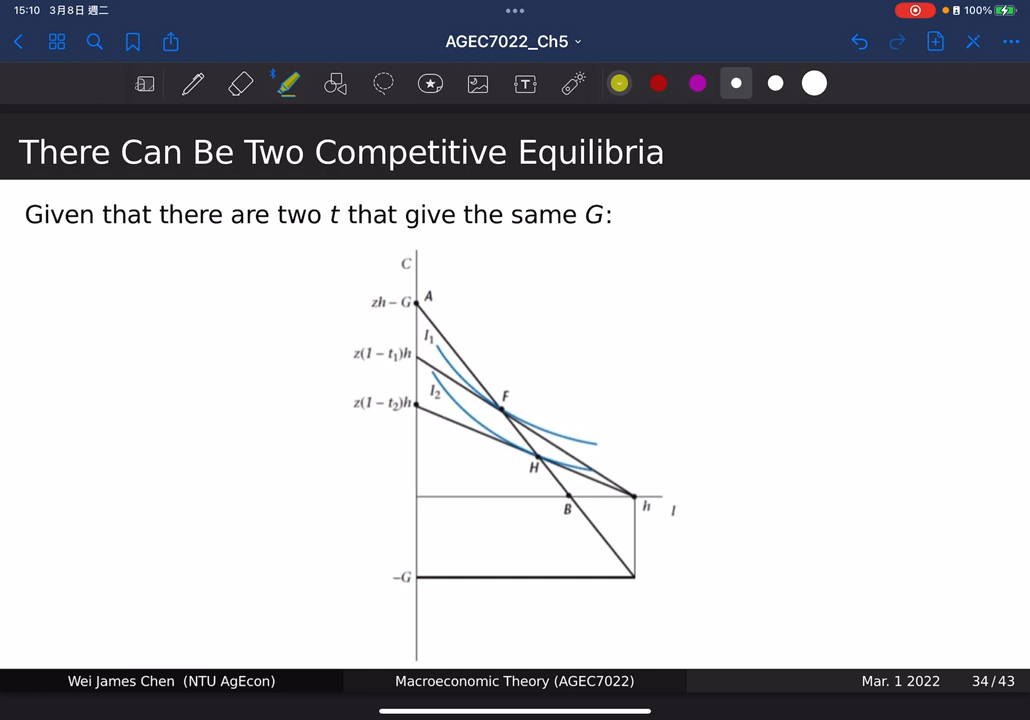 15:10 3月8日 週二
100%
AGEC7022_Ch5
There Can Be Two Competitive Equilibria
Given that there are two t that give the same G:
C
zh – G A
I₁
z(1 – t₁)h
I₂ F
z(1 – t₂)h
H
B h l
–G
Wei James Chen (NTU AgEcon) Macroeconomic Theory (AGEC7022) Mar. 1 2022 34/43